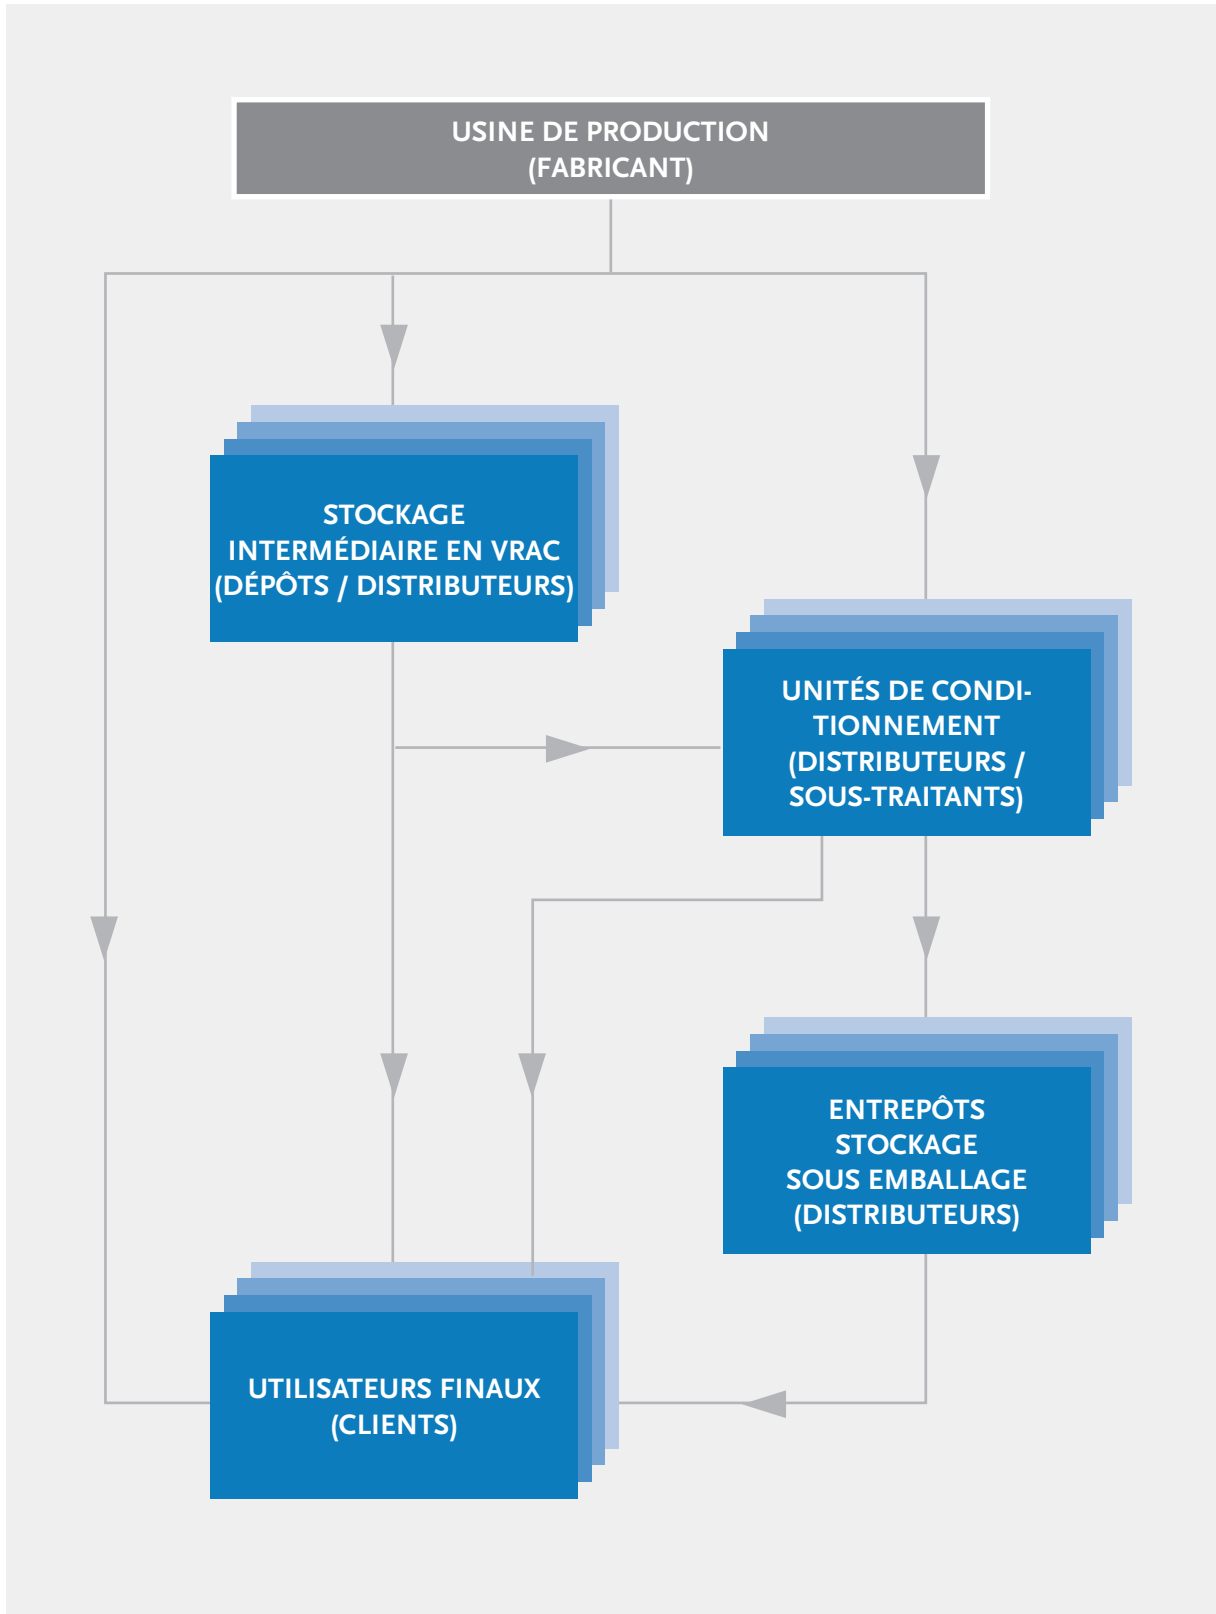 USINE DE PRODUCTION
(FABRICANT)
STOCKAGE
INTERMÉDIAIRE EN VRAC
(DÉPÔTS / DISTRIBUTEURS)
UNITÉS DE CONDI-
TIONNEMENT
(DISTRIBUTEURS /
SOUS-TRAITANTS)
ENTREPÔTS
STOCKAGE
SOUS EMBALLAGE
(DISTRIBUTEURS)
UTILISATEURS FINAUX
(CLIENTS)